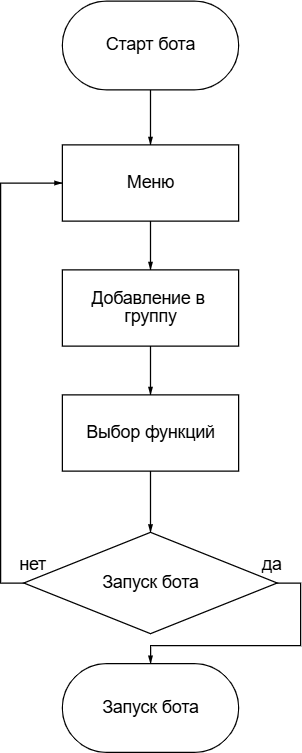 Старт бота
Меню
Добавление в
группу
Выбор функций
нет
да
Запуск бота
Запуск бота